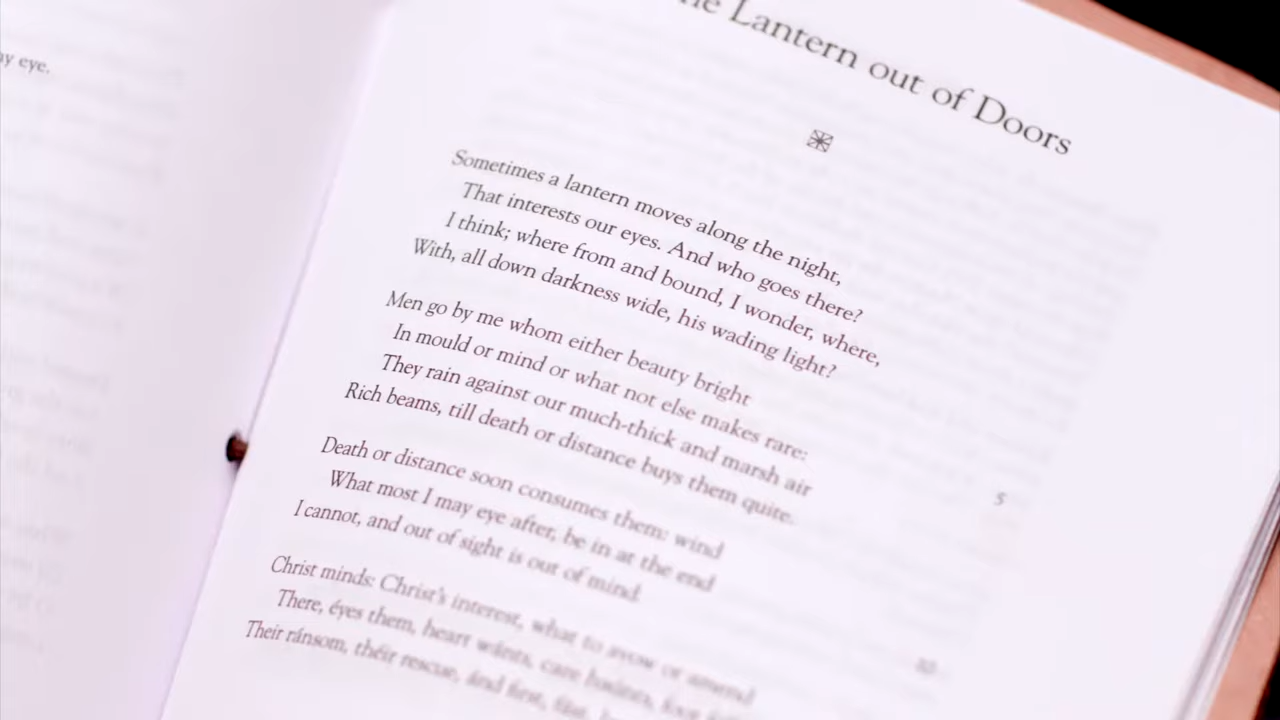 y eye.
Lantern out of Doors
Sometimes a lantern moves along the night,
That interests our eyes. And who goes there?
I think; where from and bound, I wonder, where,
With, all down darkness wide, his wading light?
Men go by me whom either beauty bright
In mould or mind or what not else makes rare:
They rain against our much-thick and marsh air
Rich beams, till death or distance buys them quite.
5
Death or distance soon consumes them: wind
What most I may eye after, be in at the end
I cannot, and out of sight is out of mind.
Christ minds: Christ's interest, what to avow or amend
10
There, éyes them, heart wánts, care haúnts, foot
Their ránsom, théir rescue, ánd first, fást,